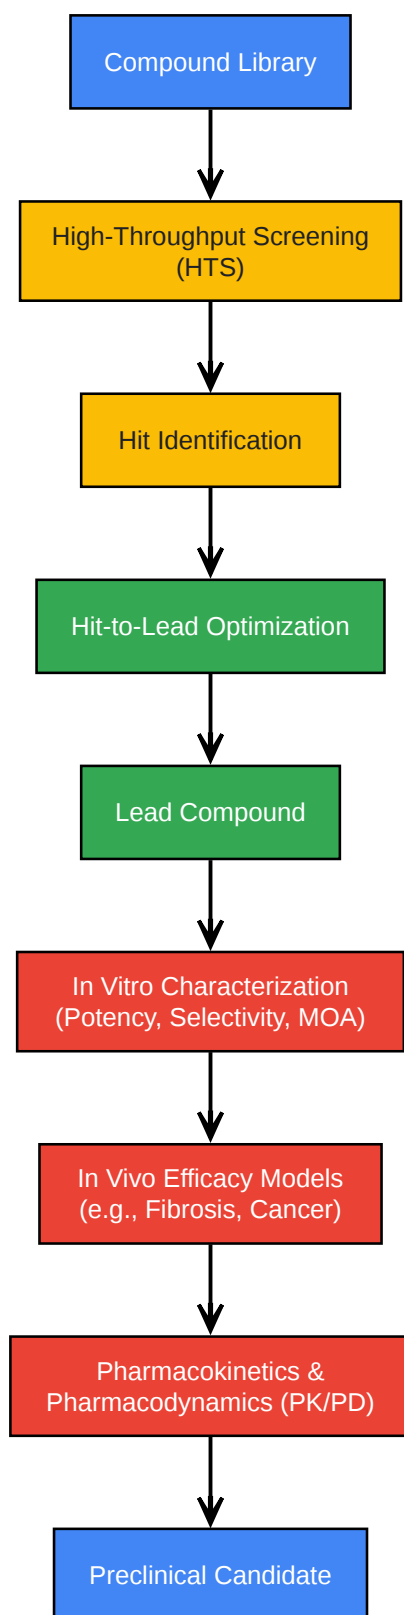 Compound Library
High-Throughput Screening
(HTS)
Hit Identification
Hit-to-Lead Optimization
Lead Compound
In Vitro Characterization
(Potency, Selectivity, MOA)
In Vivo Efficacy Models
(e.g., Fibrosis, Cancer)
Pharmacokinetics &
Pharmacodynamics (PK/PD)
Preclinical Candidate